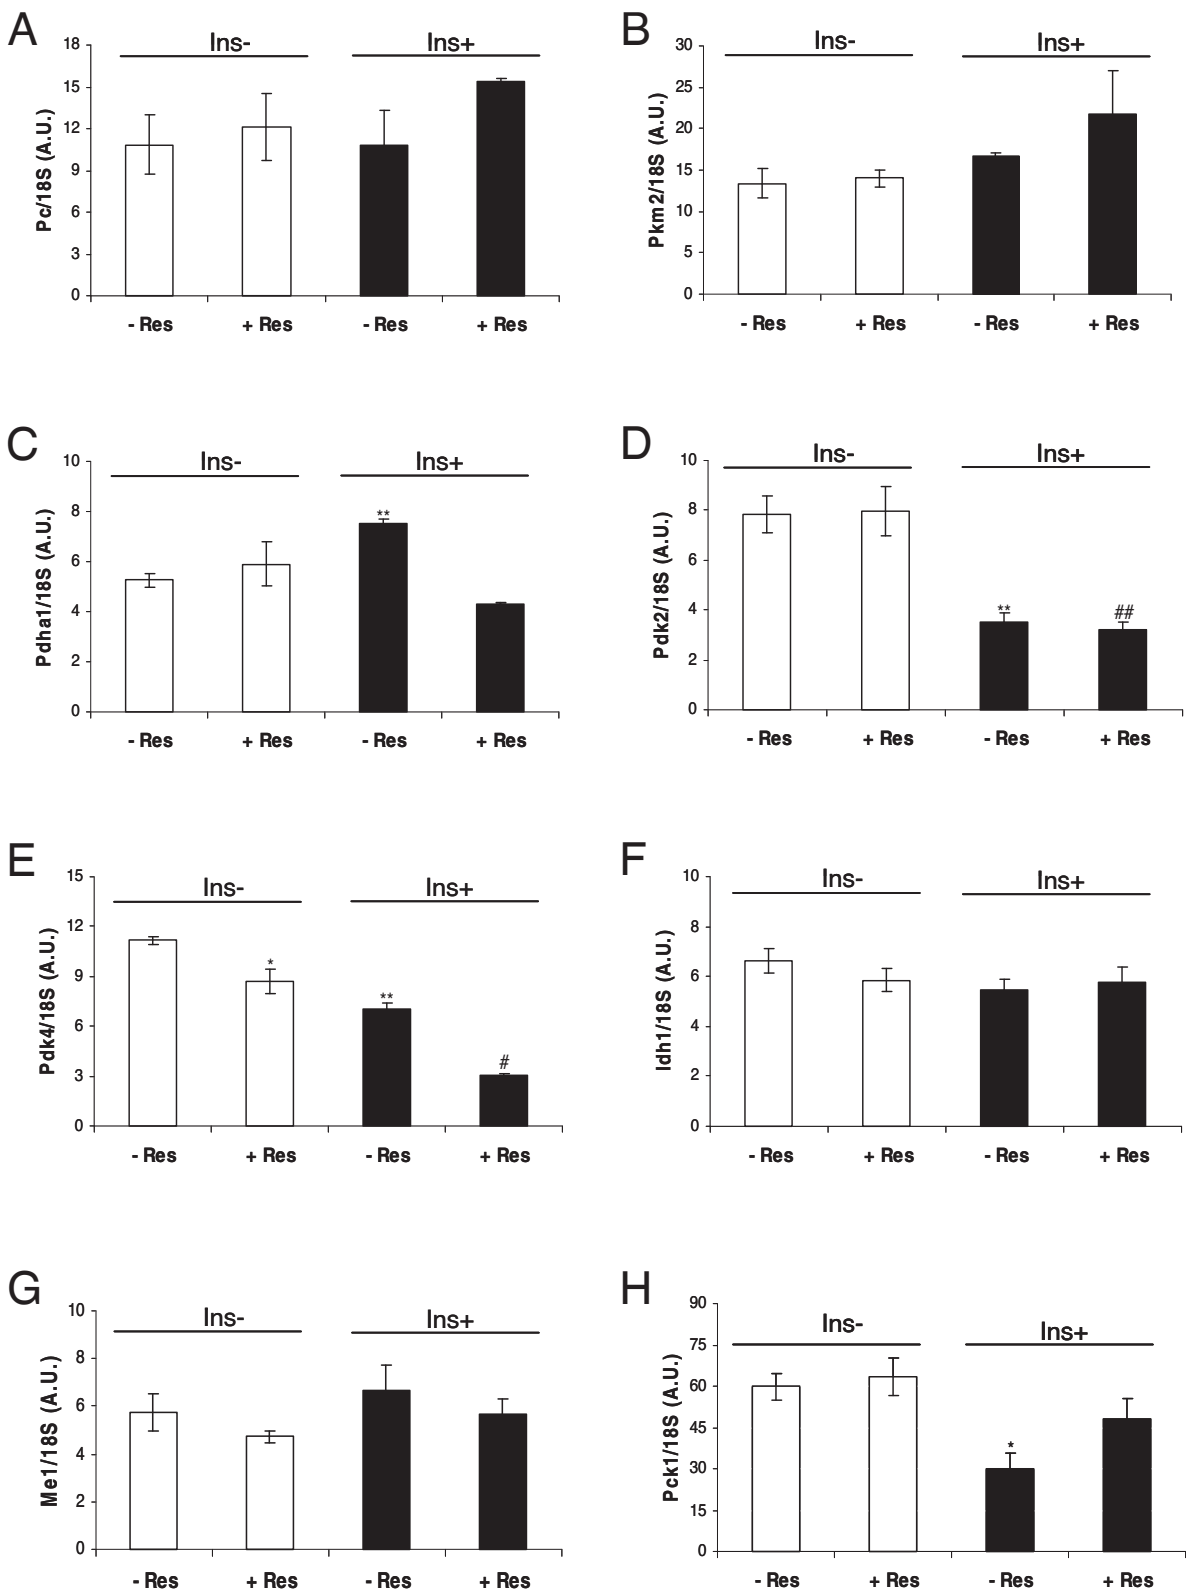 A
Ins-
Ins+
Pc/18S (A.U.)
18
15
12
9
6
3
0
- Res
+ Res
- Res
+ Res
B
Ins-
Ins+
Pkm2/18S (A.U.)
30
25
20
15
10
5
0
- Res
+ Res
- Res
+ Res
C
Ins-
Ins+
Pdha1/18S (A.U.)
10
8
6
4
2
0
**
- Res
+ Res
- Res
+ Res
D
Ins-
Ins+
Pdk2/18S (A.U.)
10
8
6
4
2
0
**
##
- Res
+ Res
- Res
+ Res
E
Ins-
Ins+
Pdk4/18S (A.U.)
15
12
9
6
3
0
*
**
#
- Res
+ Res
- Res
+ Res
F
Ins-
Ins+
Idh1/18S (A.U.)
10
8
6
4
2
0
- Res
+ Res
- Res
+ Res
G
Ins-
Ins+
Me1/18S (A.U.)
10
8
6
4
2
0
- Res
+ Res
- Res
+ Res
H
Ins-
Ins+
Pck1/18S (A.U.)
90
75
60
45
30
15
0
*
- Res
+ Res
- Res
+ Res